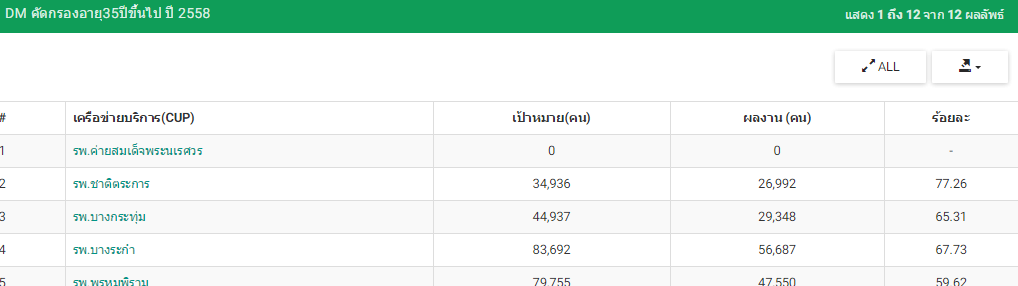 DM คัดกรองอายุ35ปีขึ้นไป ปี 2558 แสดง 1 ถึง 12 จาก 12 ผลลัพธ์
ALL
# เครือข่ายบริการ(CUP) เป้าหมาย(คน) ผลงาน (คน) ร้อยละ
1 รพ.ค่ายสมเด็จพระนเรศวร 0 0 -
2 รพ.ชาติตระการ 34,936 26,992 77.26
3 รพ.บางกระทุ่ม 44,937 29,348 65.31
4 รพ.บางระกำ 83,692 56,687 67.73
5 รพ.พรหมพิราม 79,755 47,550 59.62